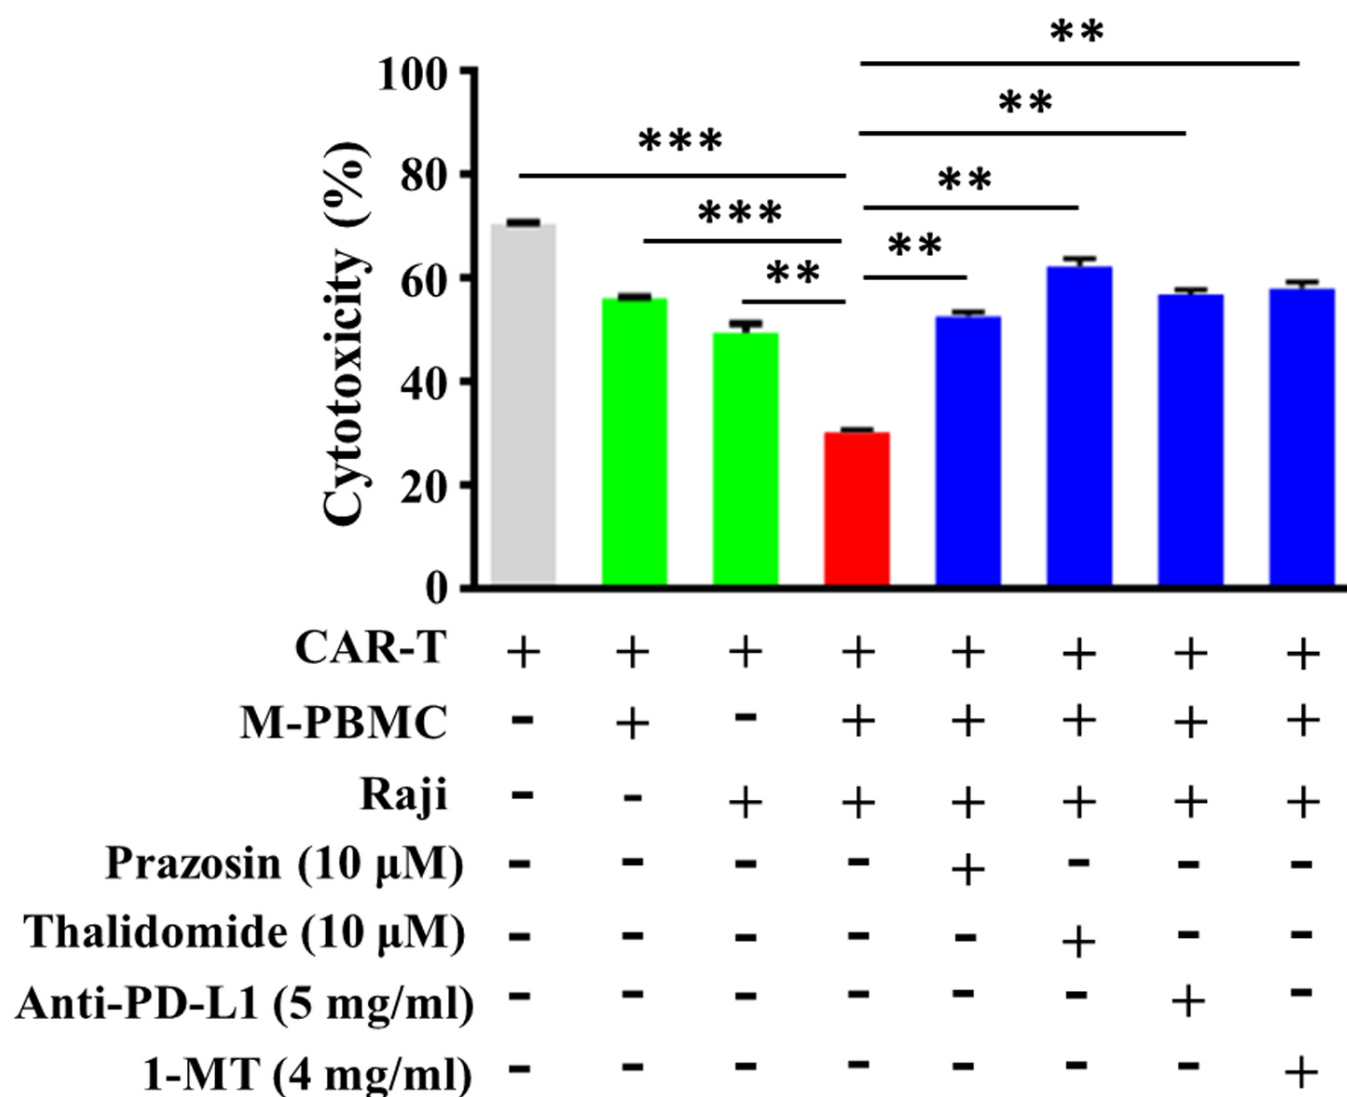 **
100
**
***
80
**
***
**
**
60
40
20
0
Cytotoxicity (%)
CAR-T + + + + + + + +
M-PBMC - + - + + + + +
Raji - - + + + + + +
Prazosin (10 μM) - - - - + - - -
Thalidomide (10 μM) - - - - - + - -
Anti-PD-L1 (5 mg/ml) - - - - - - + -
1-MT (4 mg/ml) - - - - - - - +